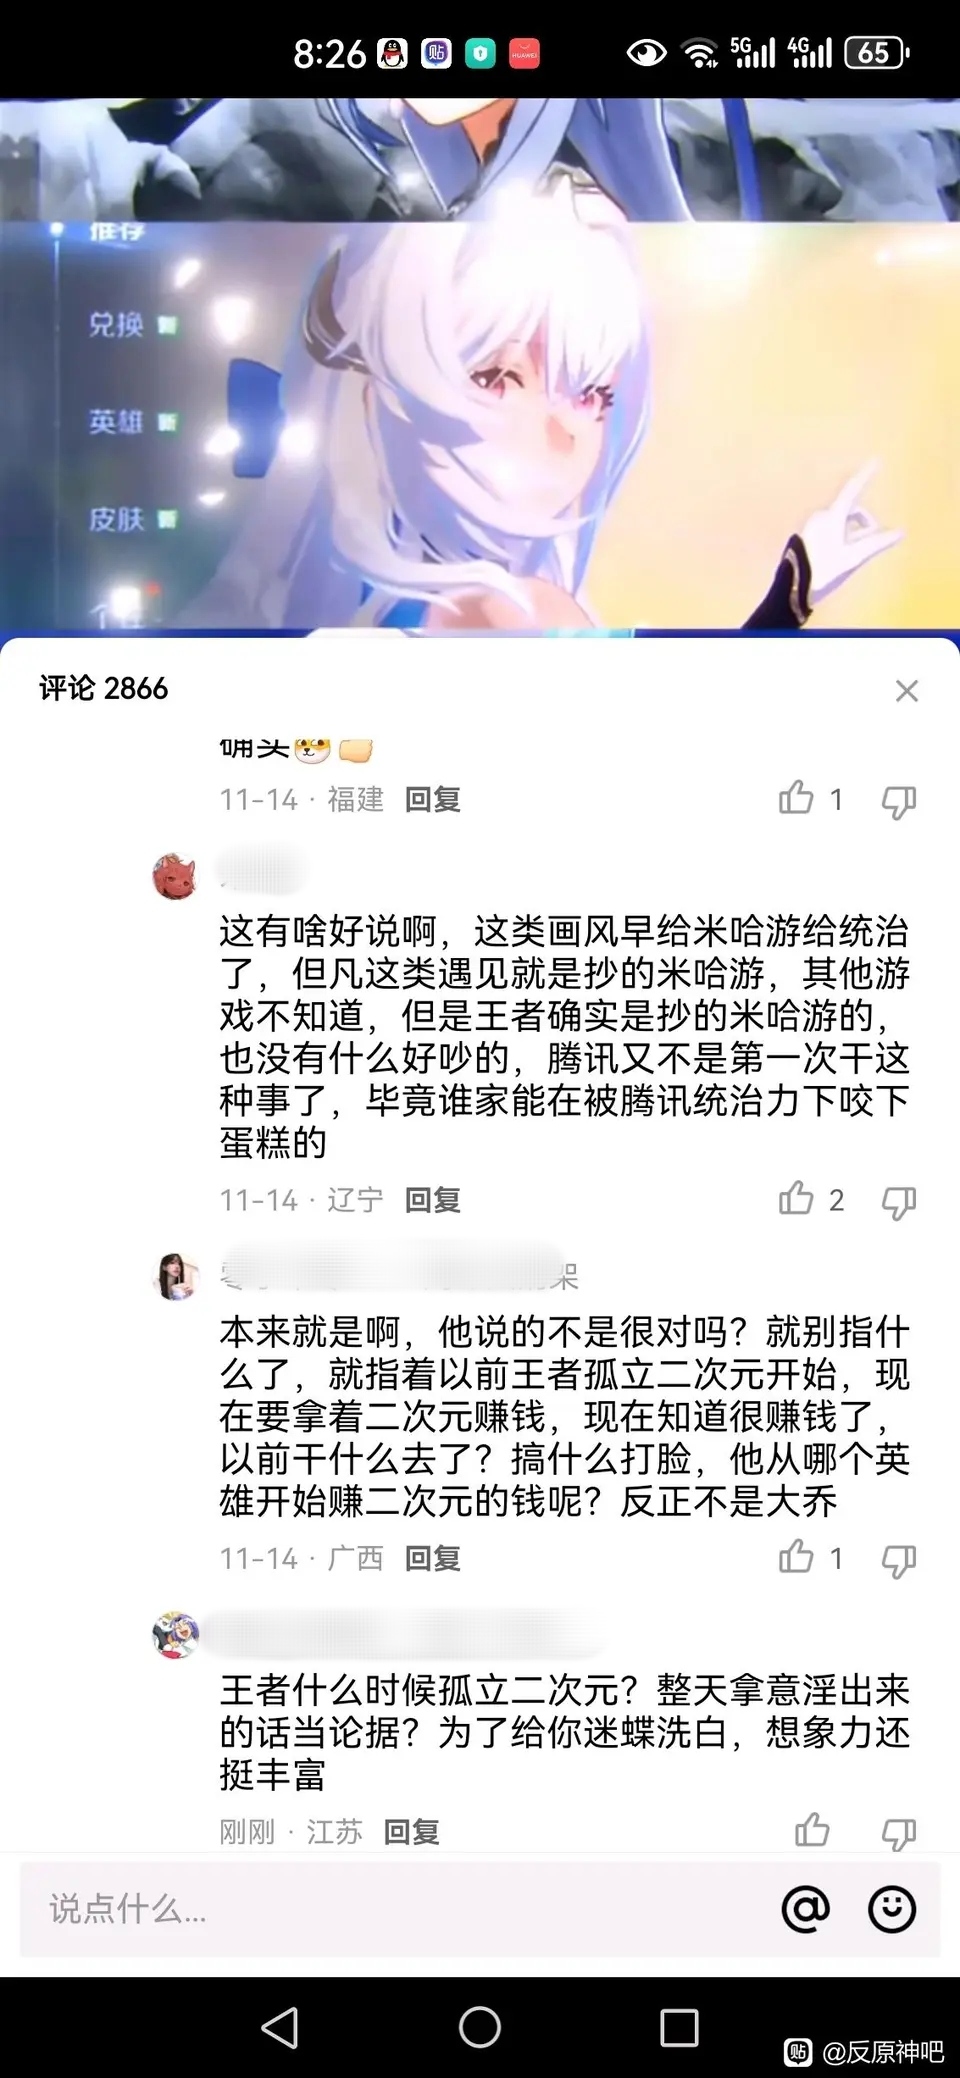 8:26
贴
HUAWEI
5G
4G
65
推荐
兑换 新
英雄 新
皮肤 新
评论 2866
确实
11-14 · 福建 回复
1
这有啥好说啊，这类画风早给米哈游给统治
了，但凡这类遇见就是抄的米哈游，其他游
戏不知道，但是王者确实是抄的米哈游的，
也没有什么好吵的，腾讯又不是第一次干这
种事了，毕竟谁家能在被腾讯统治力下咬下
蛋糕的
11-14 · 辽宁 回复
2
架
本来就是啊，他说的不是很对吗？就别指什
么了，就指着以前王者孤立二次元开始，现
在要拿着二次元赚钱，现在知道很赚钱了，
以前干什么去了？搞什么打脸，他从哪个英
雄开始赚二次元的钱呢？反正不是大乔
11-14 · 广西 回复
1
王者什么时候孤立二次元？整天拿意淫出来
的话当论据？为了给你迷蝶洗白，想象力还
挺丰富
刚刚 · 江苏 回复
说点什么...
@
贴 @反原神吧